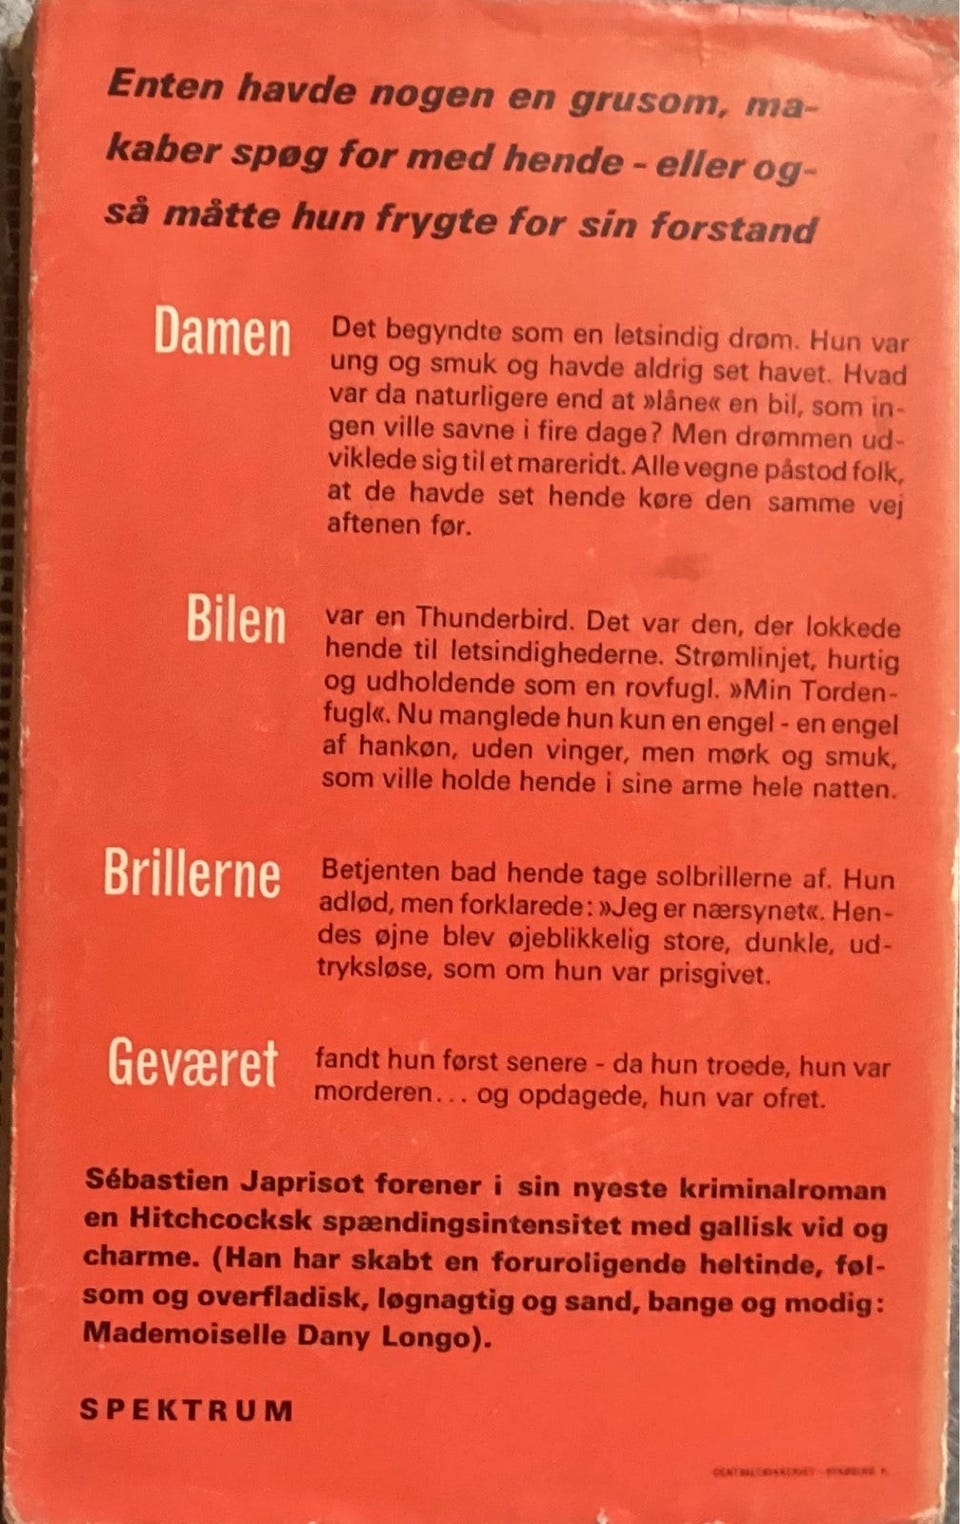 Enten havde nogen en grusom, ma-
kaber spøg for med hende - eller og-
så måtte hun frygte for sin forstand
Damen
Det begyndte som en letsindig drøm. Hun var
ung og smuk og havde aldrig set havet. Hvad
var da naturligere end at »låne« en bil, som in-
gen ville savne i fire dage? Men drømmen ud-
viklede sig til et mareridt. Alle vegne påstod folk,
at de havde set hende køre den samme vej
aftenen før.
Bilen
var en Thunderbird. Det var den, der lokkede
hende til letsindighederne. Strømlinjet, hurtig
og udholdende som en rovfugl. »Min Torden-
fugl«. Nu manglede hun kun en engel - en engel
af hankøn, uden vinger, men mørk og smuk,
som ville holde hende i sine arme hele natten.
Brillerne
Betjenten bad hende tage solbrillerne af. Hun
adlød, men forklarede: »Jeg er nærsynet«. Hen-
des øjne blev øjeblikkelig store, dunkle, ud-
tryksløse, som om hun var prisgivet.
Geværet
fandt hun først senere - da hun troede, hun var
morderen... og opdagede, hun var ofret.
Sébastien Japrisot forener i sin nyeste kriminalroman
en Hitchcocksk spændingsintensitet med gallisk vid og
charme. (Han har skabt en foruroligende heltinde, føl-
som og overfladisk, løgnagtig og sand, bange og modig:
Mademoiselle Dany Longo).
SPEKTRUM